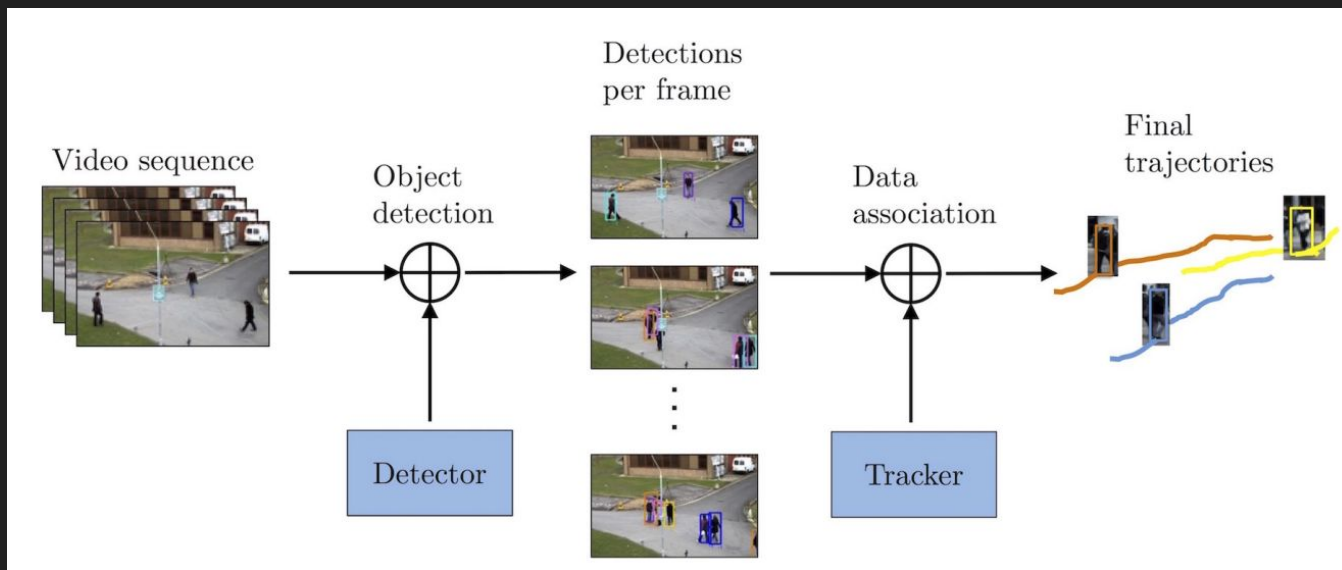 Video sequence
Object
detection
Detector
Detections
per frame
Data
association
Tracker
Final
trajectories